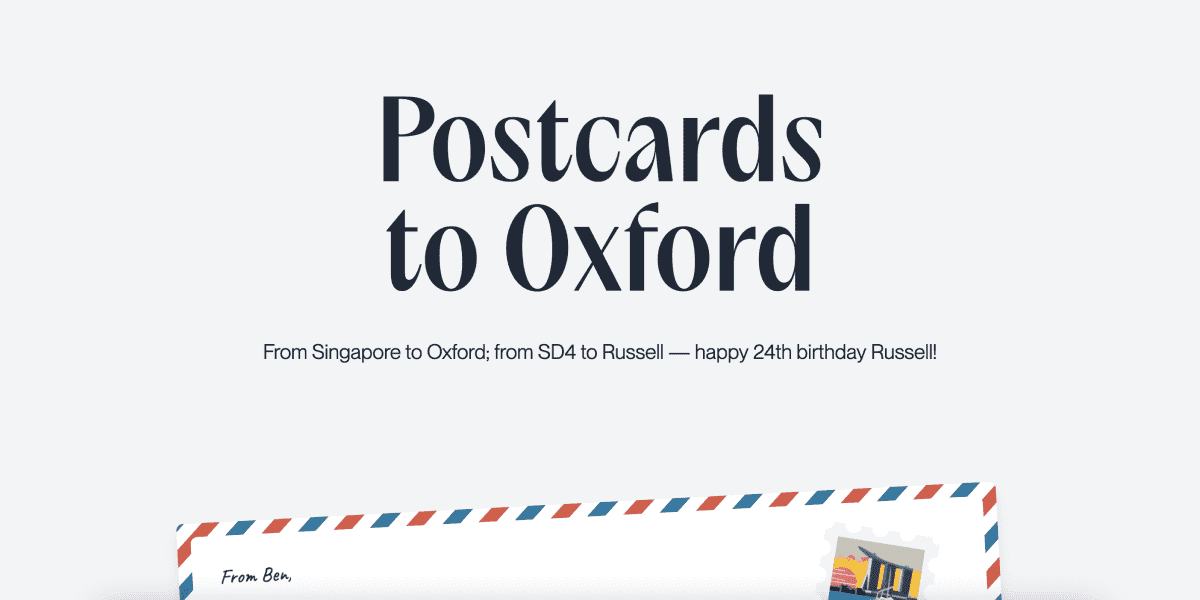 Postcards
to Oxford
From Singapore to Oxford; from SD4 to Russell — happy 24th birthday Russell!
From Ben,